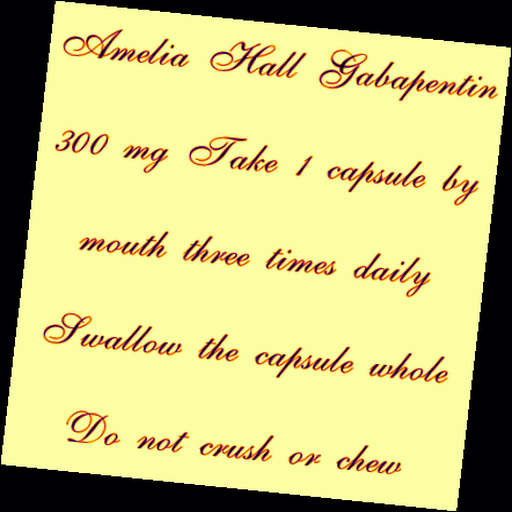 Amelia Hall Gabapentin
300 mg Take 1 capsule by
mouth three times daily
Swallow the capsule whole
Do not crush or chew